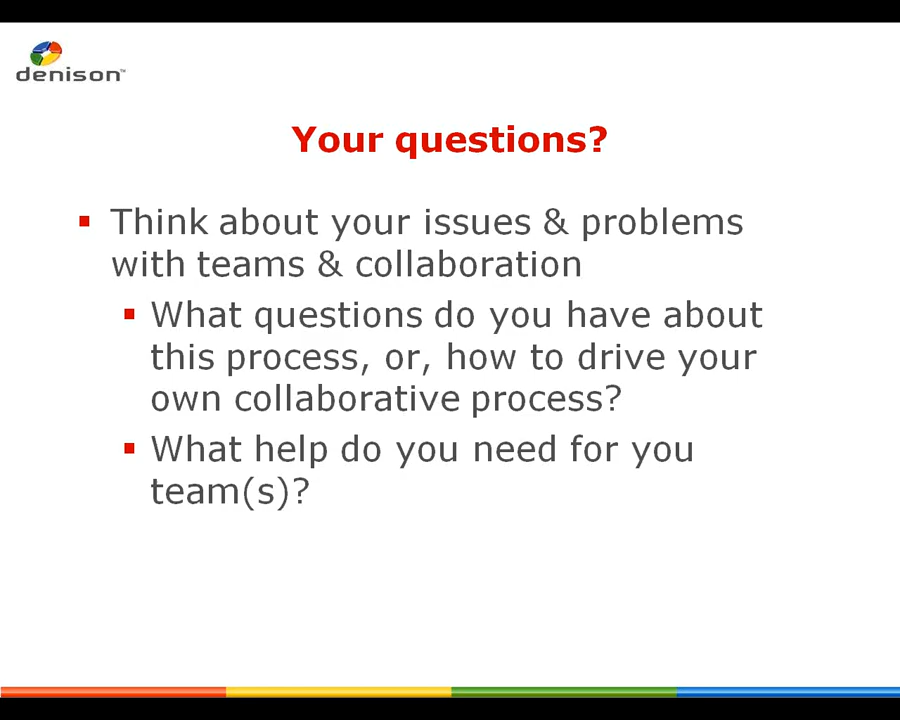 denison™
Your questions?
Think about your issues & problems
with teams & collaboration
What questions do you have about
this process, or, how to drive your
own collaborative process?
What help do you need for you
team(s)?